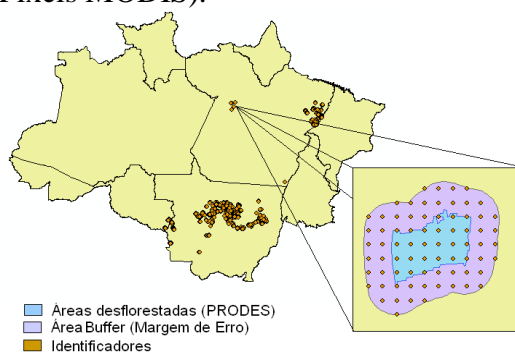 Pixels MODIS).
Áreas desflorestadas (PRODES)
Área Buffer (Margem de Erro)
Identificadores